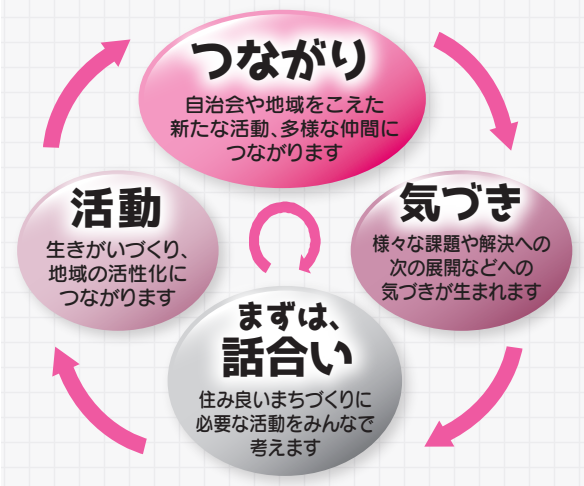 つながり
自治会や地域をこえた
新たな活動、多様な仲間に
つながります
活動
生きがいづくり、
地域の活性化に
つながります
気づき
様々な課題や解決への
次の展開などへの
気づきが生まれます
まずは、
話合い
住み良いまちづくりに
必要な活動をみんなで
考えます